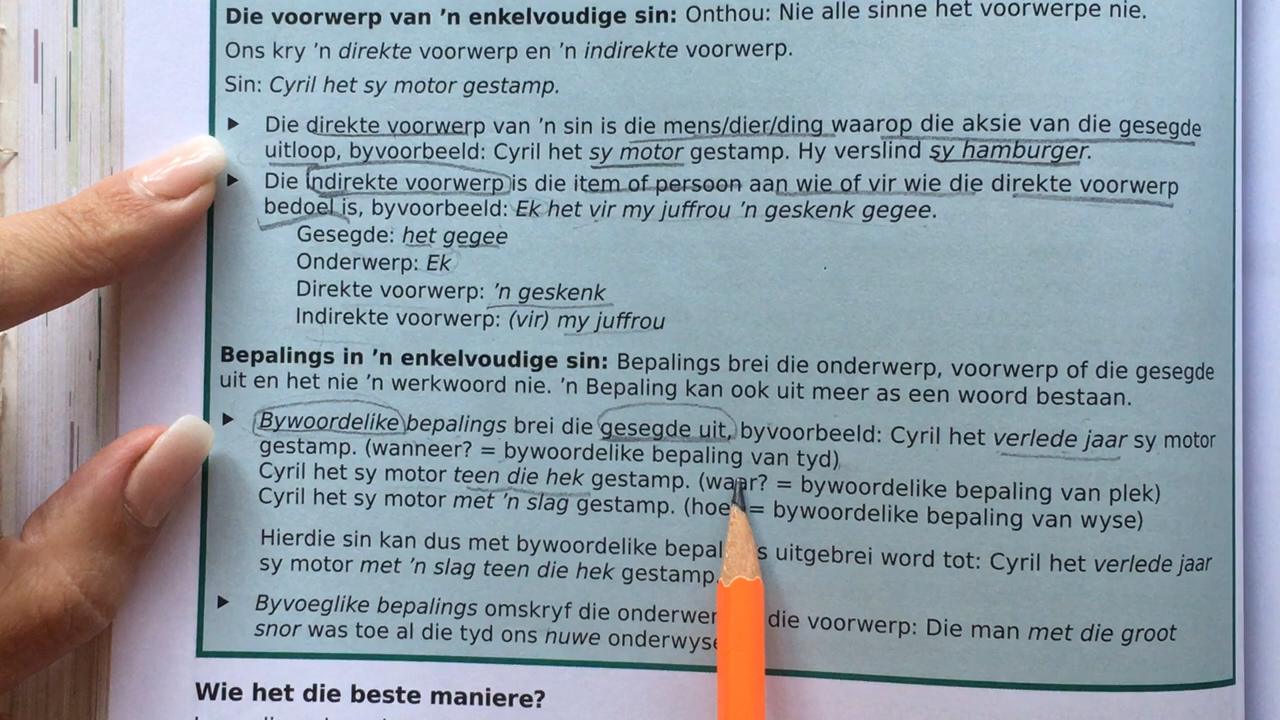 Die voorwerp van ’n enkelvoudige sin: Onthou: Nie alle sinne het voorwerpe nie.
Ons kry ’n direkte voorwerp en ’n indirekte voorwerp.
Sin: Cyril het sy motor gestamp.
Die direkte voorwerp van ’n sin is die mens/dier/ding waarop die aksie van die gesegde
uitloop, byvoorbeeld: Cyril het sy motor gestamp. Hy verslind sy hamburger.
Die indirekte voorwerp is die item of persoon aan wie of vir wie die direkte voorwerp
bedoel is, byvoorbeeld: Ek het vir my juffrou ’n geskenk gegee.
Gesegde: het gegee
Onderwerp: Ek
Direkte voorwerp: ’n geskenk
Indirekte voorwerp: (vir) my juffrou
Bepalings in ’n enkelvoudige sin: Bepalings brei die onderwerp, voorwerp of die gesegde
uit en het nie ’n werkwoord nie. ’n Bepaling kan ook uit meer as een woord bestaan.
Bywoordelike bepalings brei die gesegde uit, byvoorbeeld: Cyril het verlede jaar sy motor
gestamp. (wanneer? = bywoordelike bepaling van tyd)
Cyril het sy motor teen die hek gestamp. (waar? = bywoordelike bepaling van plek)
Cyril het sy motor met ’n slag gestamp. = bywoordelike bepaling van wyse)
Hierdie sin kan dus met bywoordelike uitgebrei word tot: Cyril het verlede jaar
sy motor met ’n slag teen die hek gestamp.
Byvoeglike bepalings omskryf die die voorwerp: Die man met die groot
snor was toe al die tyd ons nuwe
Wie het die beste maniere?